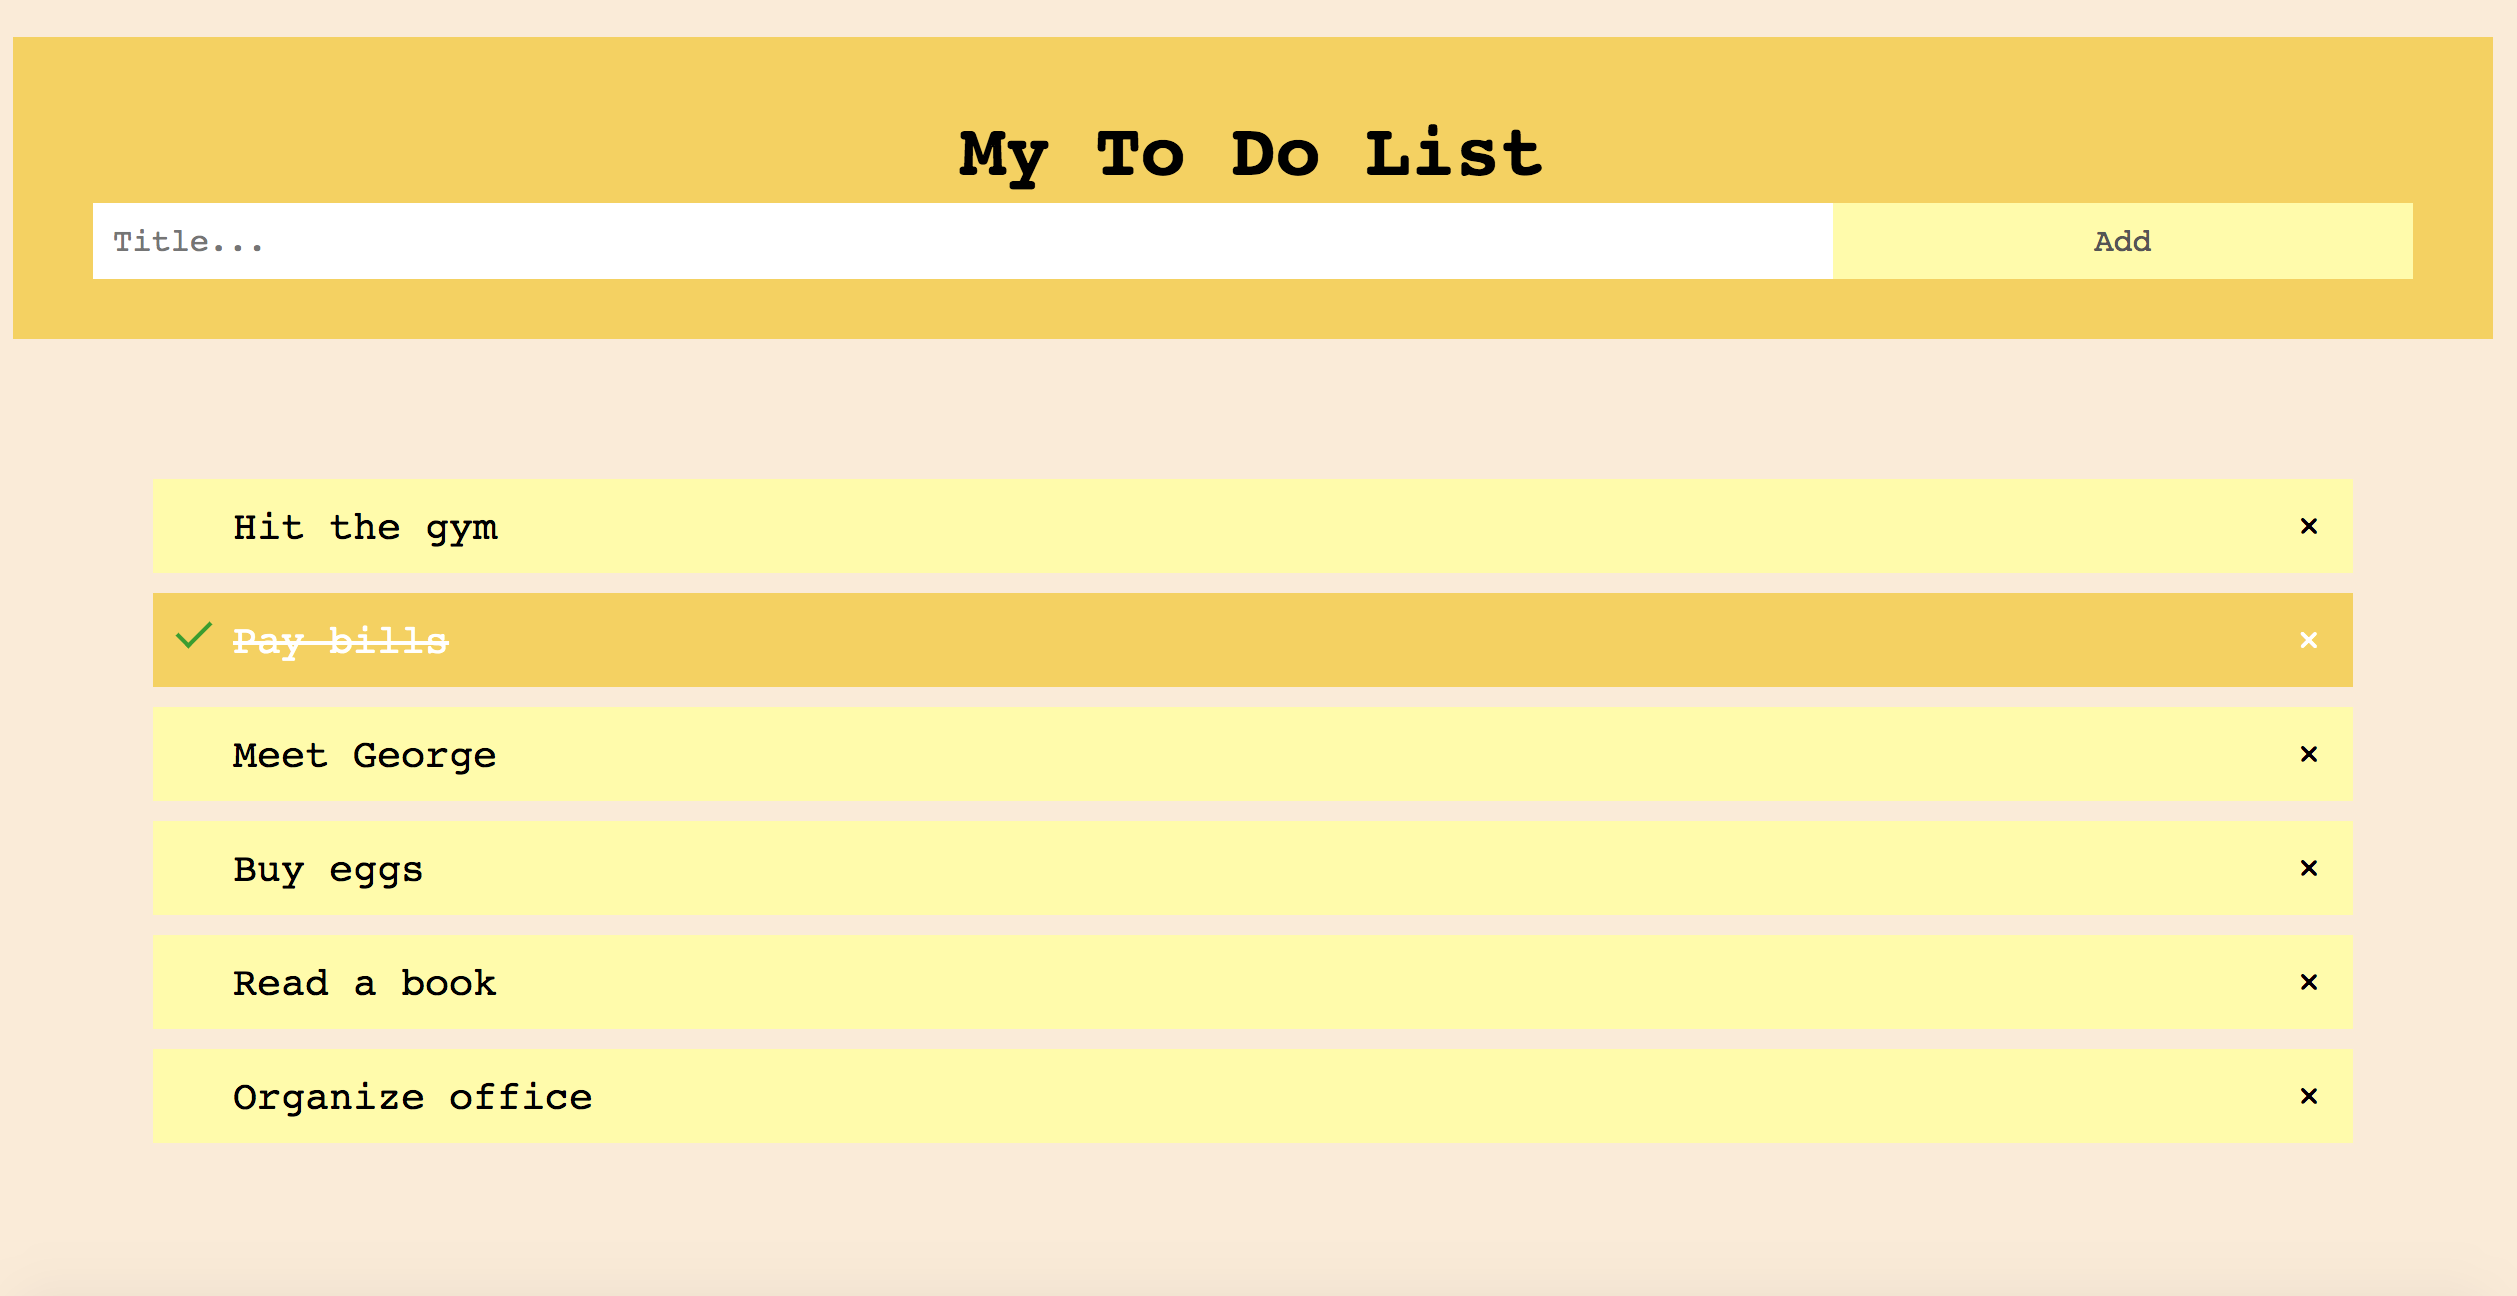 My To Do List
Title... Add
Hit the gym ×
Pay bills ×
Meet George ×
Buy eggs ×
Read a book ×
Organize office ×